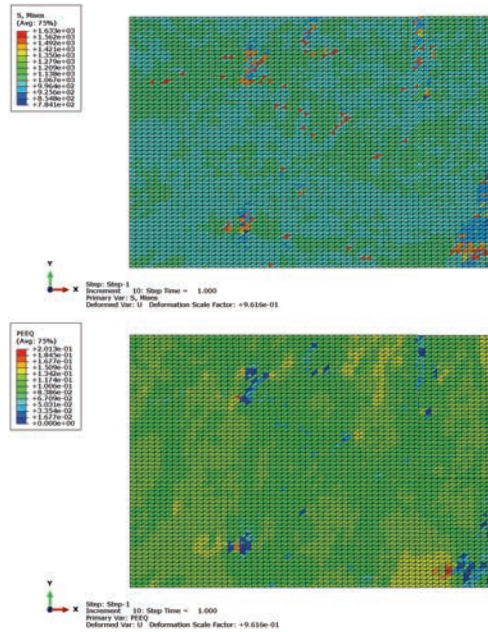 S, Mises
(Avg: 75%)
+1.633e+03
+1.562e+03
+1.492e+03
+1.421e+03
+1.350e+03
+1.279e+03
+1.209e+03
+1.138e+03
+1.067e+03
+9.964e+02
+9.256e+02
+8.548e+02
+7.841e+02
Y
X
Step: Step-1
Increment 10: Step Time = 1.000
Primary Var: S, Mises
Deformed Var: U Deformation Scale Factor: +9.616e-01
PEEQ
(Avg: 75%)
+2.013e-01
+1.845e-01
+1.677e-01
+1.509e-01
+1.342e-01
+1.174e-01
+1.006e-01
+8.386e-02
+6.709e-02
+5.031e-02
+3.354e-02
+1.677e-02
+0.000e+00
Y
X
Step: Step-1
Increment 10: Step Time = 1.000
Primary Var: PEEQ
Deformed Var: U Deformation Scale Factor: +9.616e-01